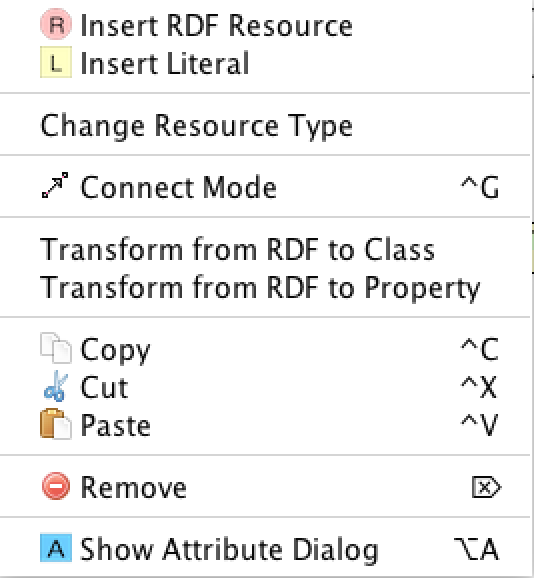 R Insert RDF Resource
L Insert Literal
Change Resource Type
Connect Mode ^G
Transform from RDF to Class
Transform from RDF to Property
Copy ^C
Cut ^X
Paste ^V
Remove ⌦
A Show Attribute Dialog ⌥A